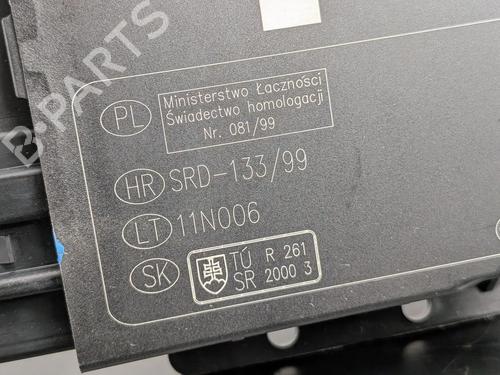 B-PARTS
PL
Ministerstwo Łączności
Świadectwo homologacji
Nr. 081/99
HR SRD-133/99
LT 11N006
SK TÚ R 261
SR 2000 3